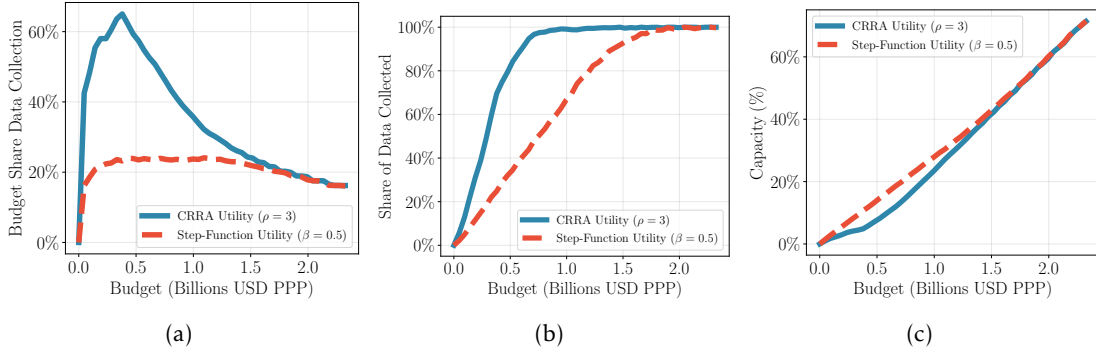 Budget Share Data Collection
60%
40%
20%
0%
CRRA Utility (ρ = 3)
Step-Function Utility (β = 0.5)
0.0 0.5 1.0 1.5 2.0
Budget (Billions USD PPP)
(a)
Share of Data Collected
100%
80%
60%
40%
20%
0%
CRRA Utility (ρ = 3)
Step-Function Utility (β = 0.5)
0.0 0.5 1.0 1.5 2.0
Budget (Billions USD PPP)
(b)
Capacity (%)
60%
40%
20%
0%
CRRA Utility (ρ = 3)
Step-Function Utility (β = 0.5)
0.0 0.5 1.0 1.5 2.0
Budget (Billions USD PPP)
(c)